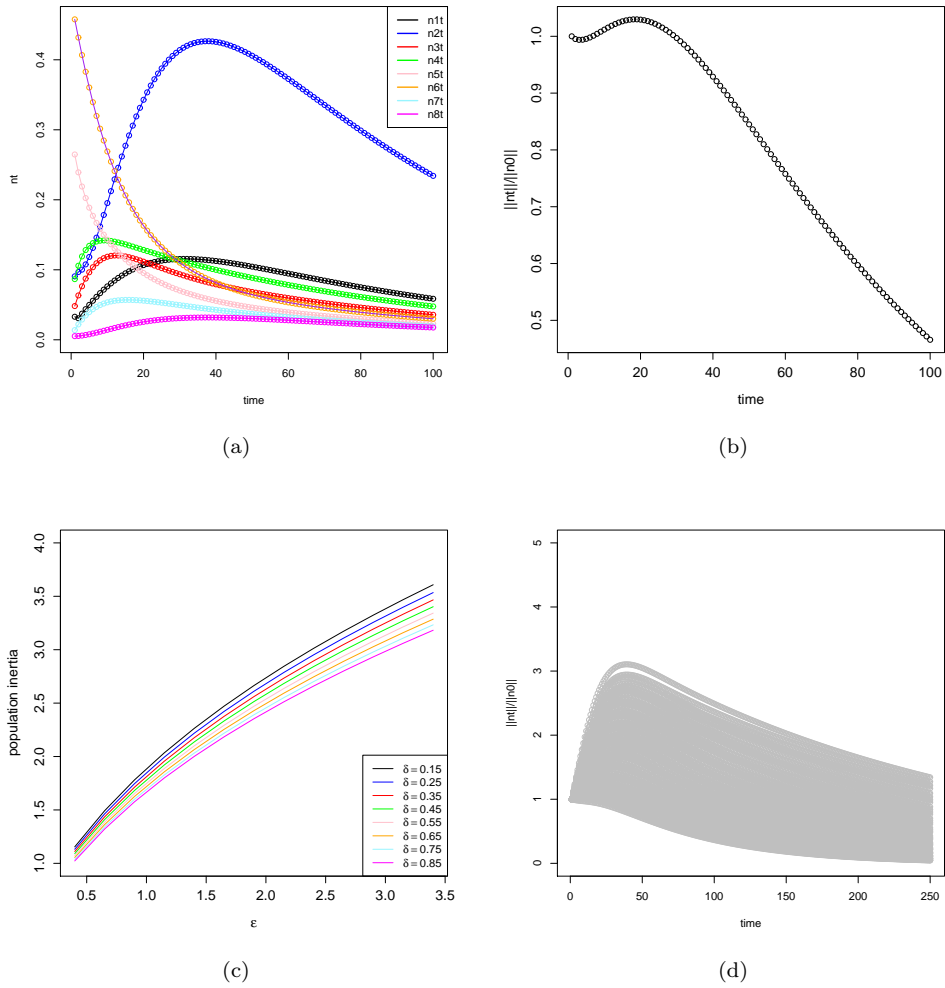 nt
0.0 0.1 0.2 0.3 0.4
0 20 40 60 80 100
time
n1t
n2t
n3t
n4t
n5t
n6t
n7t
n8t
(a)
||nt||/||n0||
0.5 0.6 0.7 0.8 0.9 1.0
0 20 40 60 80 100
time
(b)
population inertia
1.0 1.5 2.0 2.5 3.0 3.5 4.0
0.5 1.0 1.5 2.0 2.5 3.0 3.5
ε
δ = 0.15
δ = 0.25
δ = 0.35
δ = 0.45
δ = 0.55
δ = 0.65
δ = 0.75
δ = 0.85
(c)
||nt||/||n0||
0 1 2 3 4 5
0 50 100 150 200 250
time
(d)